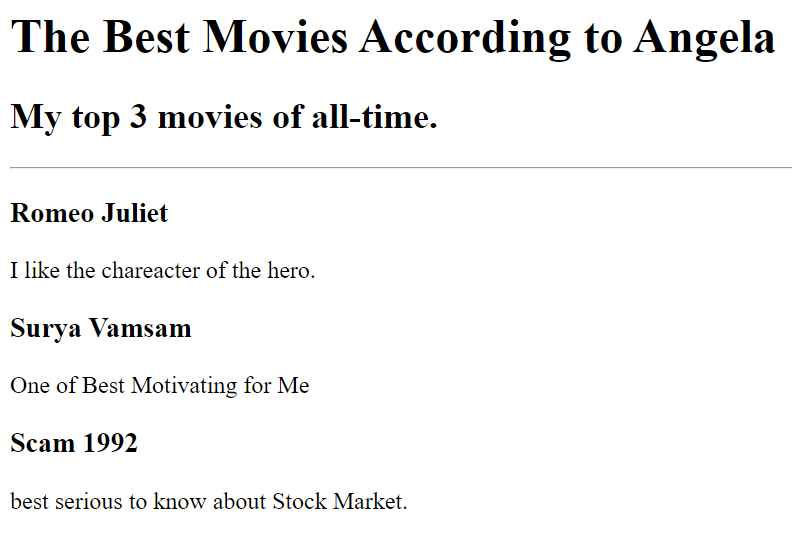 The Best Movies According to Angela
My top 3 movies of all-time.
Romeo Juliet
I like the chareacter of the hero.
Surya Vamsam
One of Best Motivating for Me
Scam 1992
best serious to know about Stock Market.